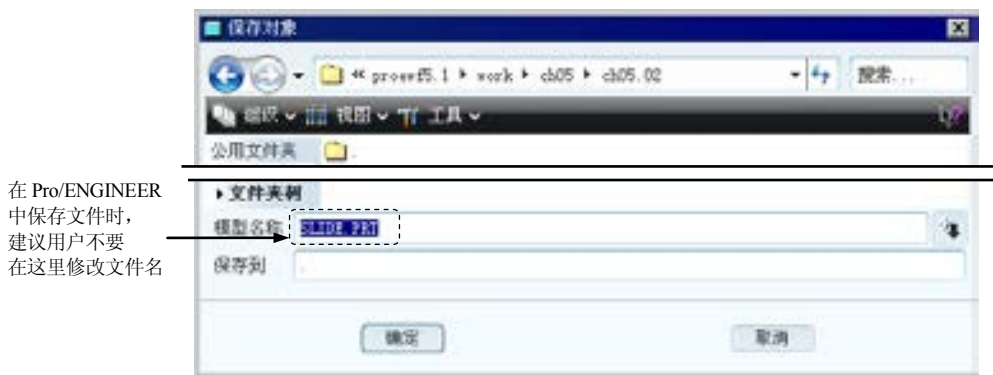 保存对象
« proewf5.1 ▸ work ▸ ch05 ▸ ch05.02
搜索...
组织 视图 工具
公用文件夹
文件夹树
在 Pro/ENGINEER
中保存文件时，
建议用户不要
在这里修改文件名
模型名称 SLIDE.PRT
保存到
确定 取消